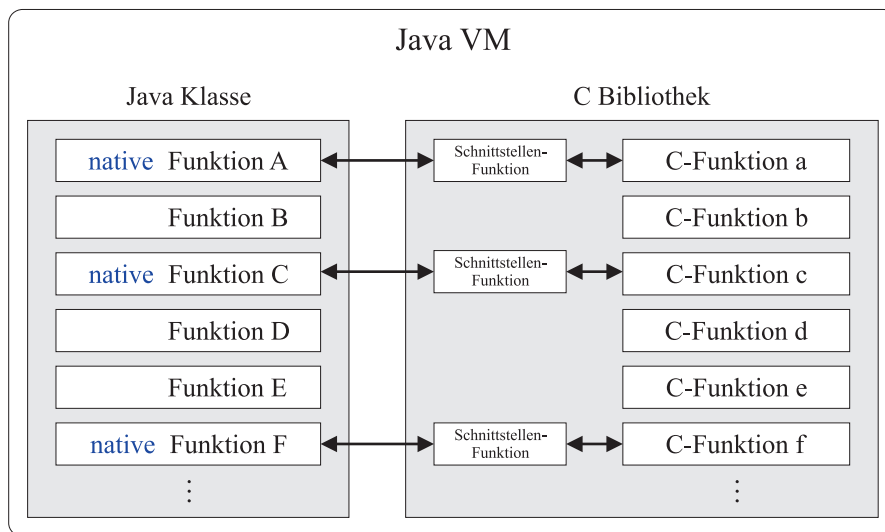 Java VM
Java Klasse
C Bibliothek
native Funktion A
Schnittstellen-
Funktion
C-Funktion a
Funktion B
C-Funktion b
native Funktion C
Schnittstellen-
Funktion
C-Funktion c
Funktion D
C-Funktion d
Funktion E
C-Funktion e
native Funktion F
Schnittstellen-
Funktion
C-Funktion f